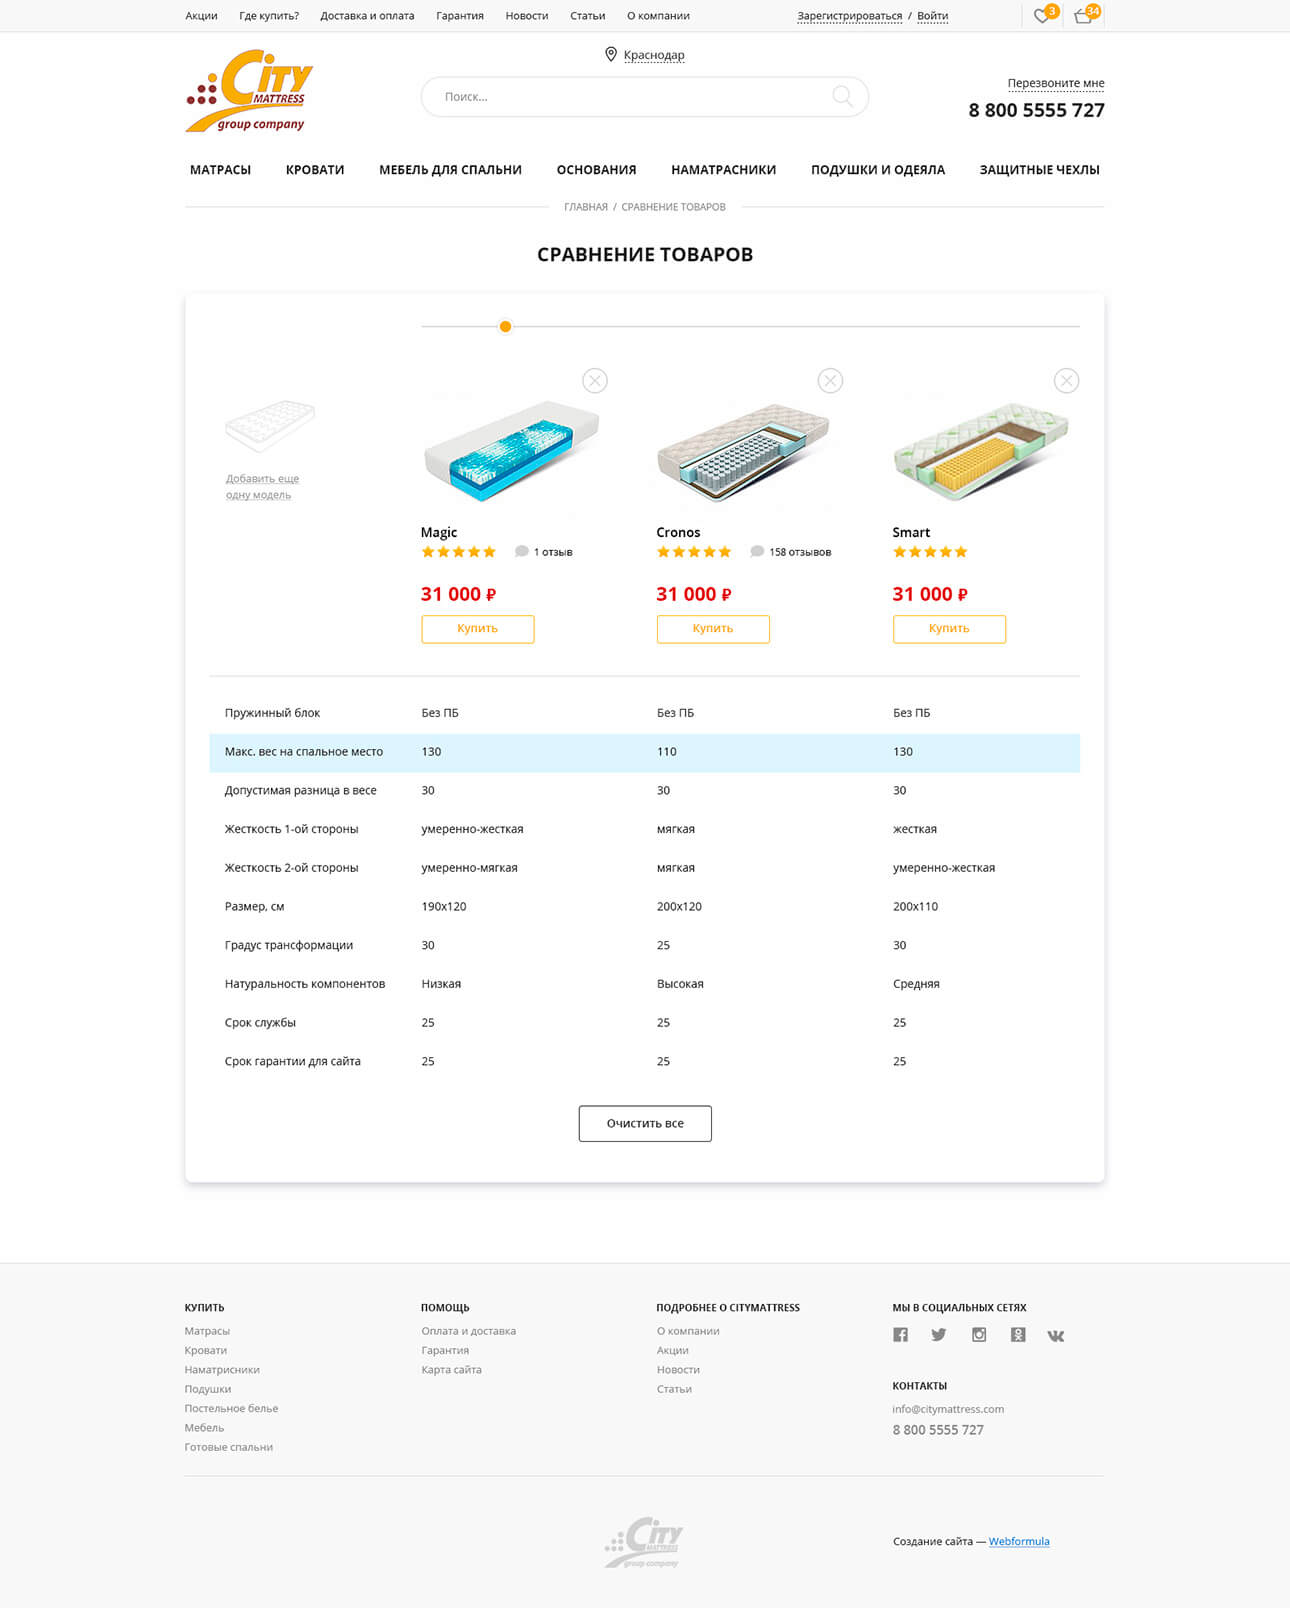 Акции Где купить? Доставка и оплата Гарантия Новости Статьи О компании Зарегистрироваться / Войти 3 34
Краснодар
CITY
MATTRESS
group company
Поиск...
Перезвоните мне
8 800 5555 727
МАТРАСЫ КРОВАТИ МЕБЕЛЬ ДЛЯ СПАЛЬНИ ОСНОВАНИЯ НАМАТРАСНИКИ ПОДУШКИ И ОДЕЯЛА ЗАЩИТНЫЕ ЧЕХЛЫ
ГЛАВНАЯ / СРАВНЕНИЕ ТОВАРОВ
СРАВНЕНИЕ ТОВАРОВ
Добавить еще
одну модель
Magic Cronos Smart
1 отзыв 158 отзывов
31 000 ₽ 31 000 ₽ 31 000 ₽
Купить Купить Купить
Пружинный блок Без ПБ Без ПБ Без ПБ
Макс. вес на спальное место 130 110 130
Допустимая разница в весе 30 30 30
Жесткость 1-ой стороны умеренно-жесткая мягкая жесткая
Жесткость 2-ой стороны умеренно-мягкая мягкая умеренно-жесткая
Размер, см 190x120 200x120 200x110
Градус трансформации 30 25 30
Натуральность компонентов Низкая Высокая Средняя
Срок службы 25 25 25
Срок гарантии для сайта 25 25 25
Очистить все
КУПИТЬ
Матрасы
Кровати
Наматрисники
Подушки
Постельное белье
Мебель
Готовые спальни
ПОМОЩЬ
Оплата и доставка
Гарантия
Карта сайта
ПОДРОБНЕЕ О CITYMATTRESS
О компании
Акции
Новости
Статьи
МЫ В СОЦИАЛЬНЫХ СЕТЯХ
КОНТАКТЫ
info@citymattress.com
8 800 5555 727
CITY
MATTRESS
group company
Создание сайта — Webformula